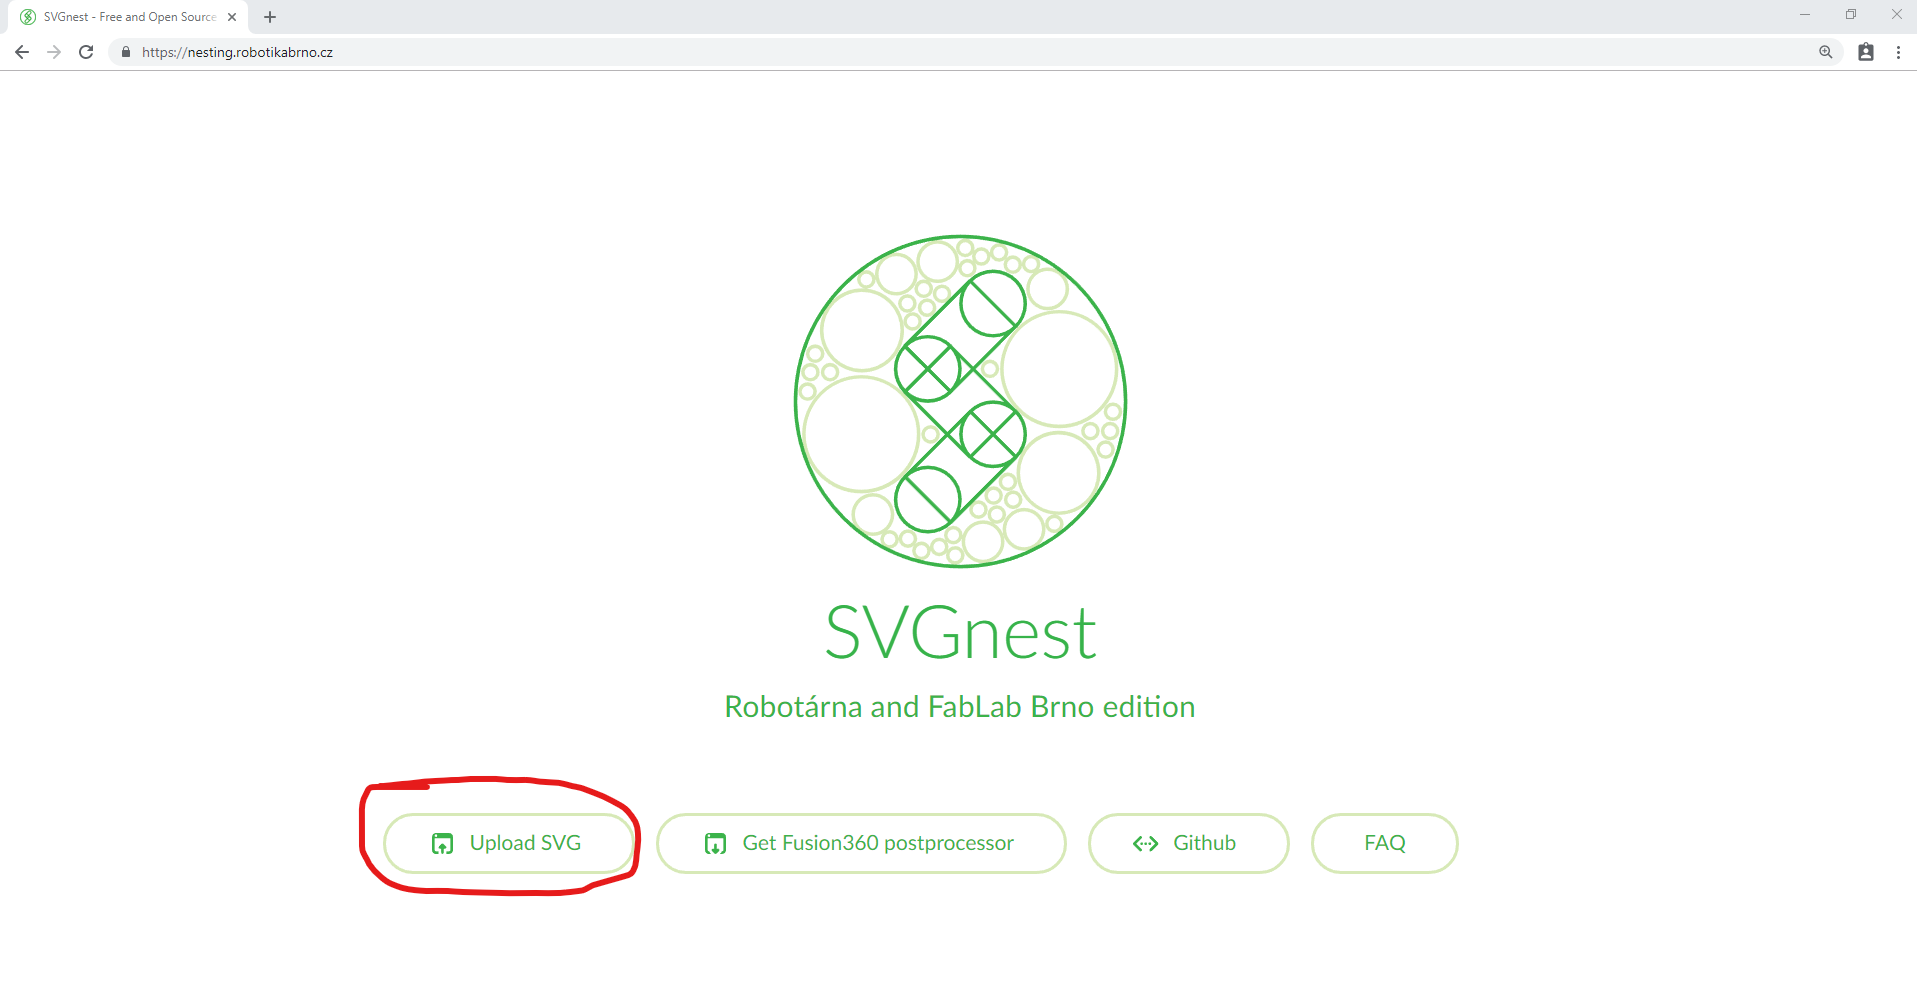 SVGnest - Free and Open Source
https://nesting.robotikabrno.cz
SVGnest
Robotárna and FabLab Brno edition
Upload SVG
Get Fusion360 postprocessor
Github
FAQ